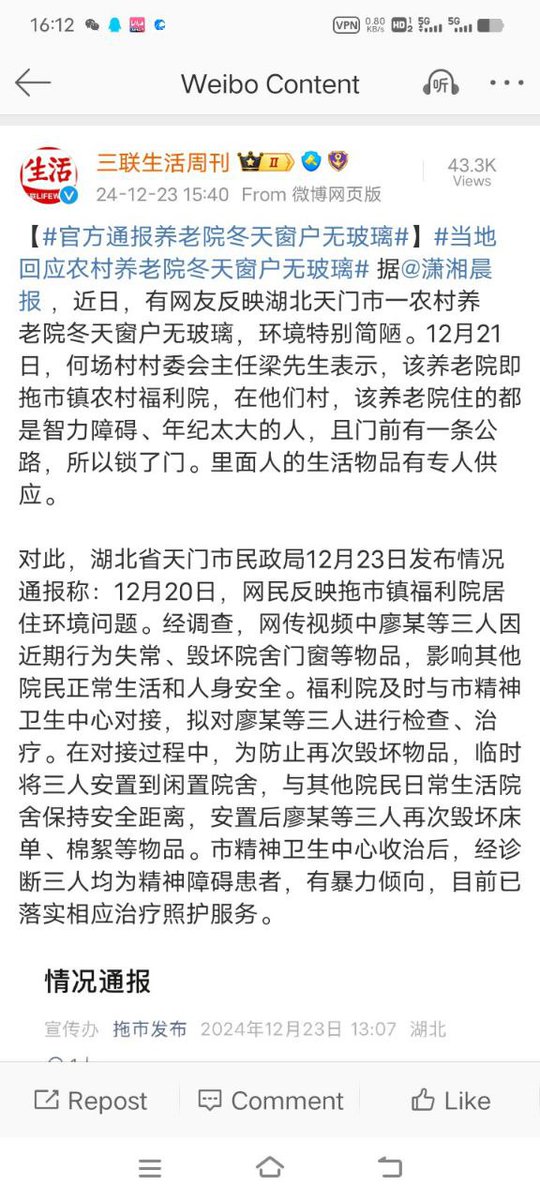 16:12
VPN 0.80 KB/s HD 1 2 5G 5G
Weibo Content
听
生活
三联生活周刊 II
24-12-23 15:40 From 微博网页版
43.3K
Views
【#官方通报养老院冬天窗户无玻璃#】#当地
回应农村养老院冬天窗户无玻璃# 据@潇湘晨
报 ，近日，有网友反映湖北天门市一农村养
老院冬天窗户无玻璃，环境特别简陋。12月21
日，何场村村委会主任梁先生表示，该养老院即
拖市镇农村福利院，在他们村，该养老院住的都
是智力障碍、年纪太大的人，且门前有一条公
路，所以锁了门。里面人的生活物品有专人供
应。
对此，湖北省天门市民政局12月23日发布情况
通报称：12月20日，网民反映拖市镇福利院居
住环境问题。经调查，网传视频中廖某等三人因
近期行为失常、毁坏院舍门窗等物品，影响其他
院民正常生活和人身安全。福利院及时与市精神
卫生中心对接，拟对廖某等三人进行检查、治
疗。在对接过程中，为防止再次毁坏物品，临时
将三人安置到闲置院舍，与其他院民日常生活院
舍保持安全距离，安置后廖某等三人再次毁坏床
单、棉絮等物品。市精神卫生中心收治后，经诊
断三人均为精神障碍患者，有暴力倾向，目前已
落实相应治疗照护服务。
情况通报
宣传办 拖市发布 2024年12月23日 13:07 湖北
Repost Comment Like